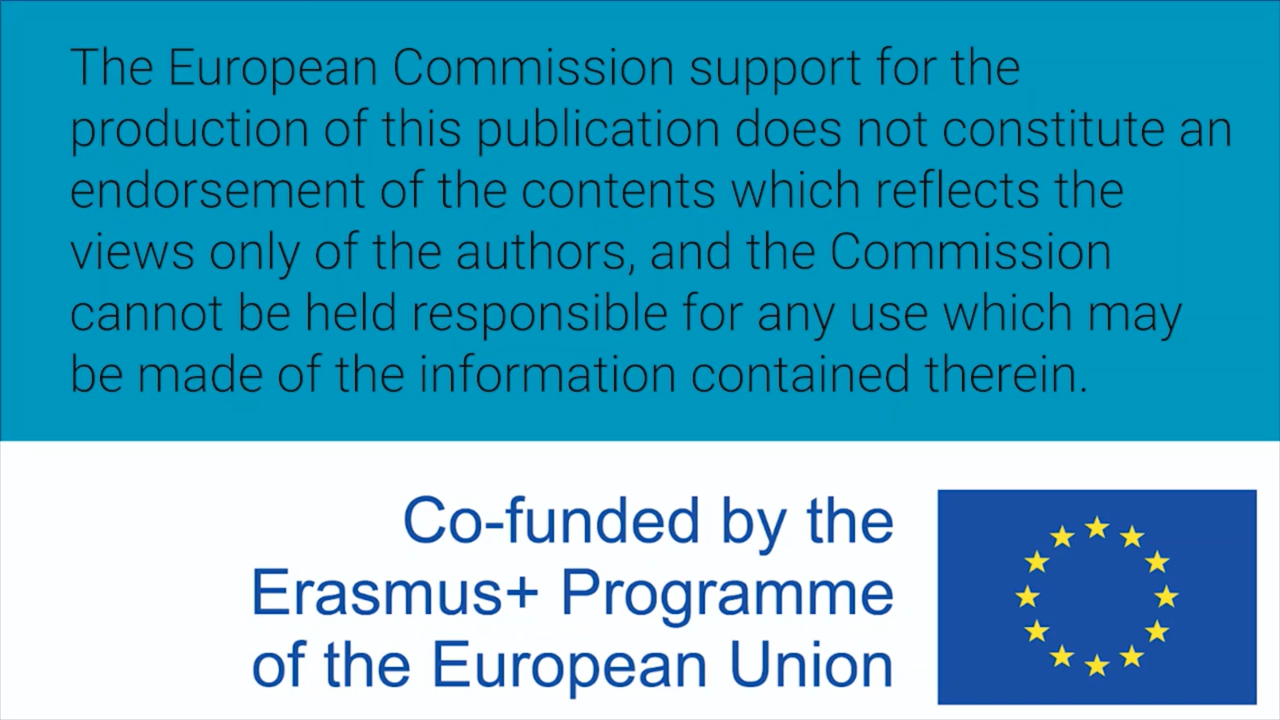 The European Commission support for the
production of this publication does not constitute an
endorsement of the contents which reflects the
views only of the authors, and the Commission
cannot be held responsible for any use which may
be made of the information contained therein.
Co-funded by the
Erasmus+ Programme
of the European Union